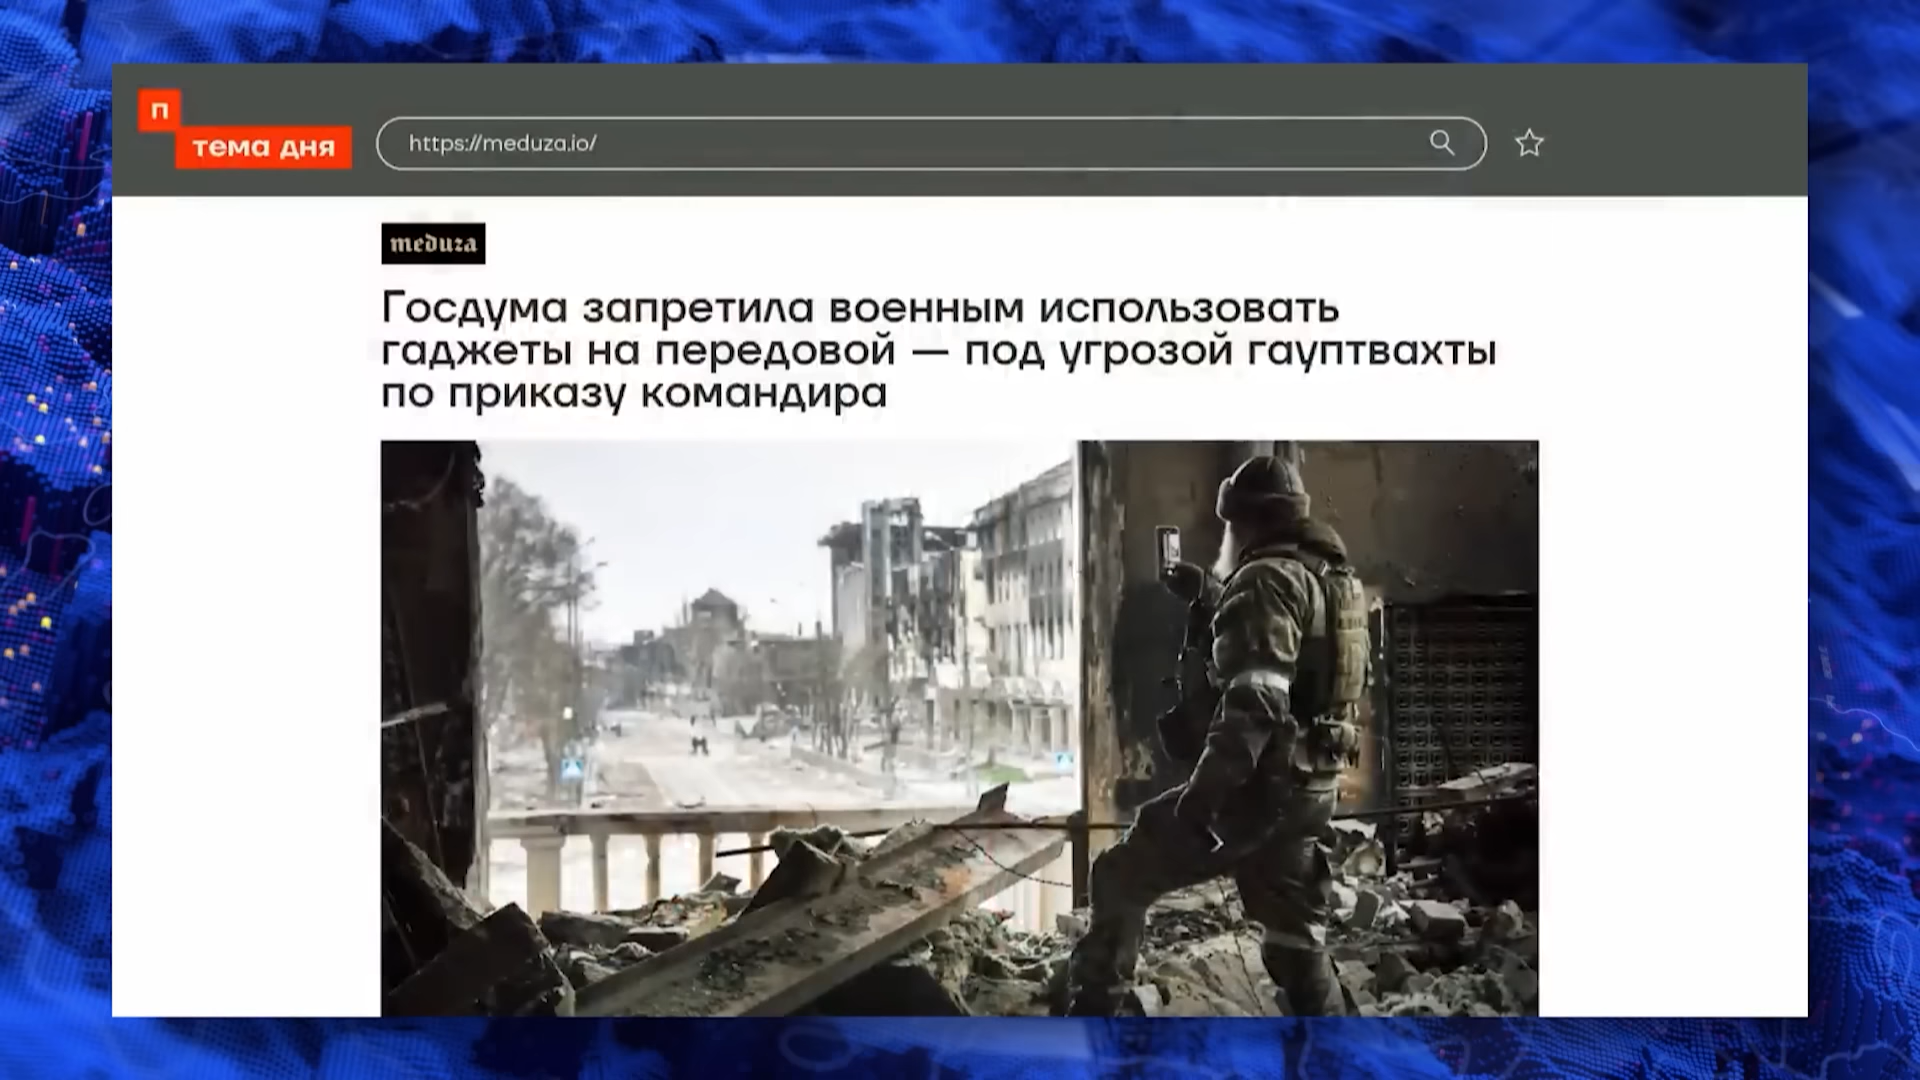 п
тема дня
https://meduza.io/
meduza
Госдума запретила военным использовать
гаджеты на передовой — под угрозой гауптвахты
по приказу командира